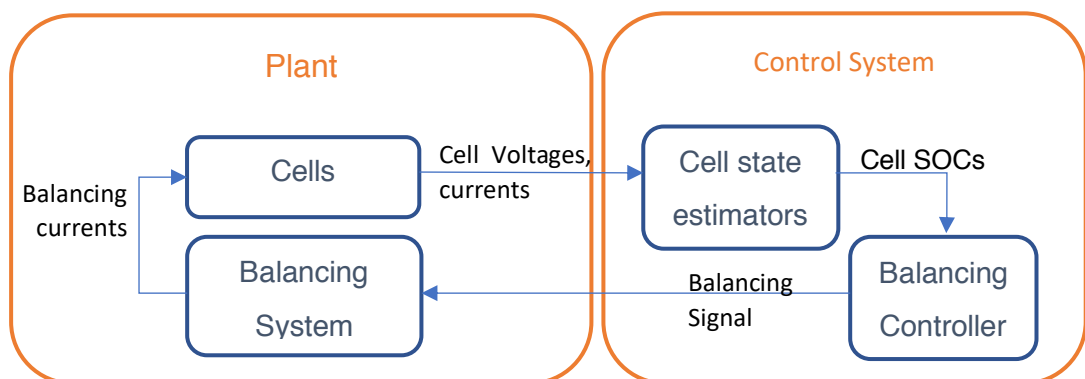 Plant
Control System
Cells
Cell Voltages,
currents
Cell state
estimators
Cell SOCs
Balancing
currents
Balancing
System
Balancing
Signal
Balancing
Controller